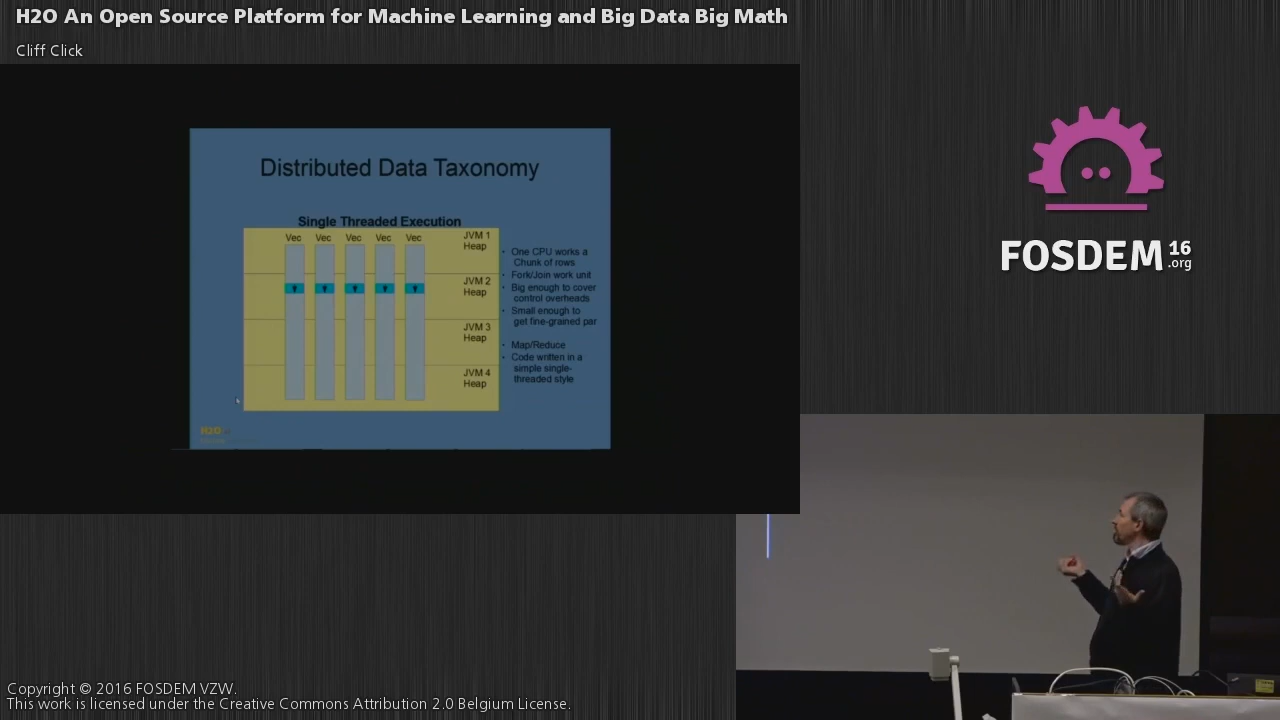 H2O An Open Source Platform for Machine Learning and Big Data Big Math
Cliff Click
Distributed Data Taxonomy
Single Threaded Execution
Vec Vec Vec Vec Vec
JVM 1
Heap
JVM 2
Heap
JVM 3
Heap
JVM 4
Heap
• One CPU works a
Chunk of rows
• Fork/Join work unit
• Big enough to cover
control overheads
• Small enough to
get fine-grained par
• Map/Reduce
• Code written in a
simple single-
threaded style
H2O
FOSDEM 16
.org
Copyright © 2016 FOSDEM VZW.
This work is licensed under the Creative Commons Attribution 2.0 Belgium License.